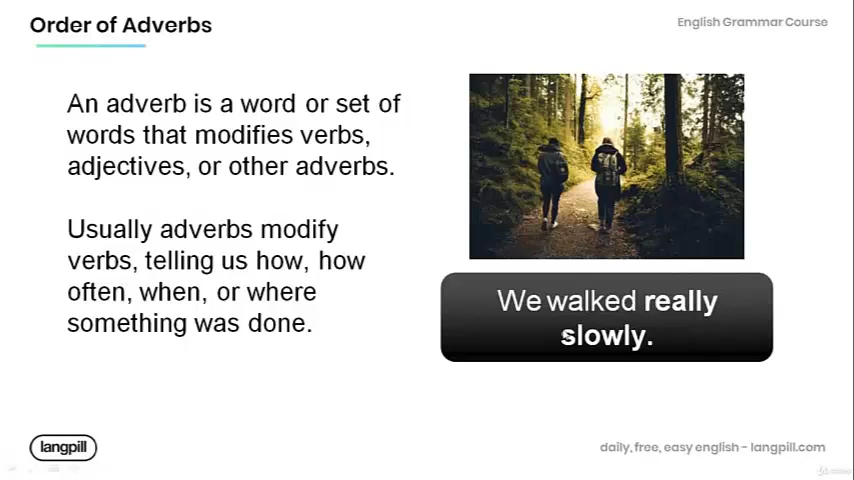 Order of Adverbs
English Grammar Course
An adverb is a word or set of
words that modifies verbs,
adjectives, or other adverbs.
Usually adverbs modify
verbs, telling us how, how
often, when, or where
something was done.
We walked really
slowly.
langpill
daily, free, easy english - langpill.com